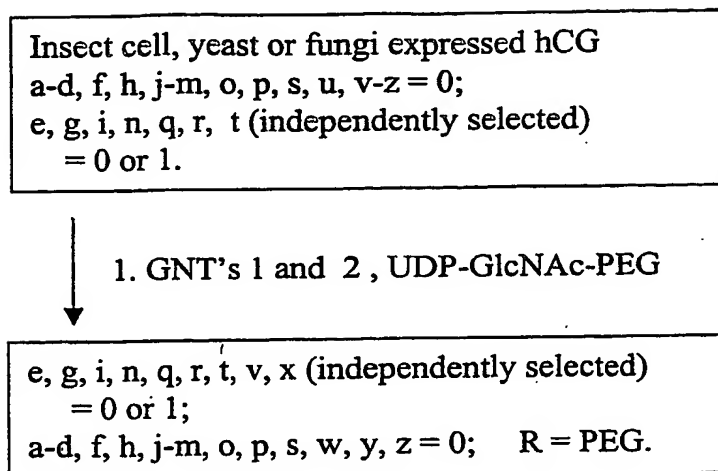 Insect cell, yeast or fungi expressed hCG
a-d, f, h, j-m, o, p, s, u, v-z = 0;
e, g, i, n, q, r, t (independently selected)
= 0 or 1.
1. GNT's 1 and 2 , UDP-GlcNAc-PEG
e, g, i, n, q, r, t, v, x (independently selected)
= 0 or 1;
a-d, f, h, j-m, o, p, s, w, y, z = 0; R = PEG.